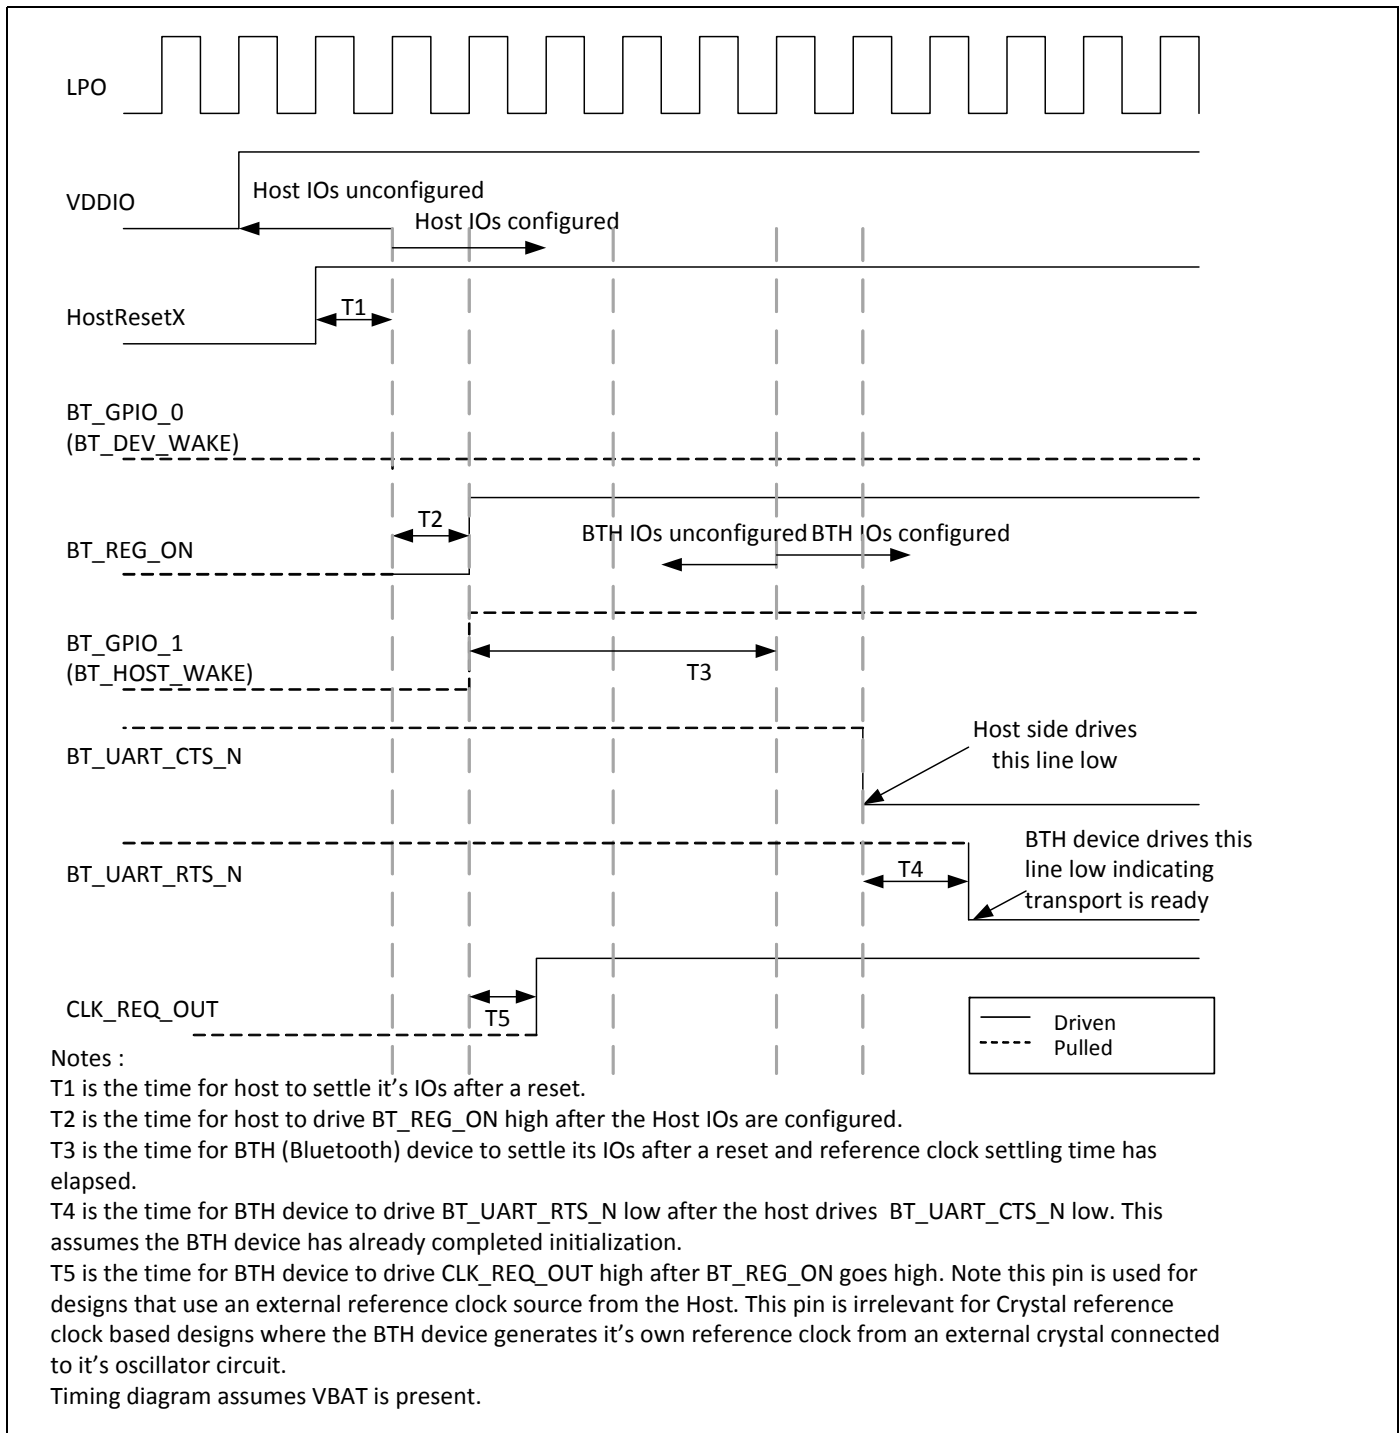 LPO
VDDIO
Host IOs unconfigured
Host IOs configured
HostResetX
T1
BT_GPIO_0
(BT_DEV_WAKE)
T2
BT_REG_ON
BTH IOs unconfigured
BTH IOs configured
BT_GPIO_1
(BT_HOST_WAKE)
T3
BT_UART_CTS_N
Host side drives
this line low
BT_UART_RTS_N
T4
BTH device drives this
line low indicating
transport is ready
CLK_REQ_OUT
T5
Driven
Pulled
Notes :
T1 is the time for host to settle it’s IOs after a reset.
T2 is the time for host to drive BT_REG_ON high after the Host IOs are configured.
T3 is the time for BTH (Bluetooth) device to settle its IOs after a reset and reference clock settling time has
elapsed.
T4 is the time for BTH device to drive BT_UART_RTS_N low after the host drives BT_UART_CTS_N low. This
assumes the BTH device has already completed initialization.
T5 is the time for BTH device to drive CLK_REQ_OUT high after BT_REG_ON goes high. Note this pin is used for
designs that use an external reference clock source from the Host. This pin is irrelevant for Crystal reference
clock based designs where the BTH device generates it’s own reference clock from an external crystal connected
to it’s oscillator circuit.
Timing diagram assumes VBAT is present.